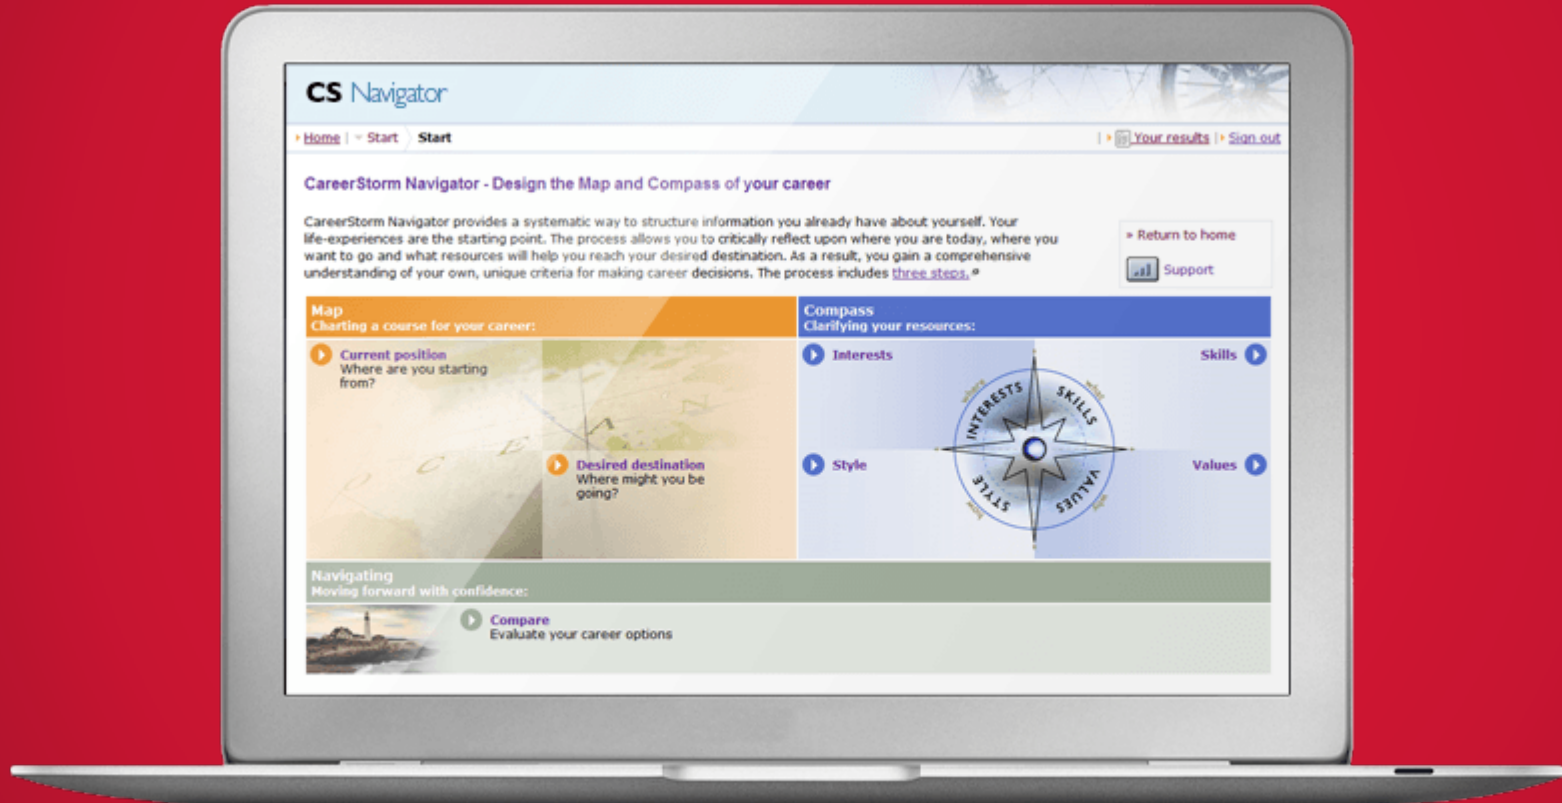 CS Navigator
Home | Start Start
| Your results | Sign out
CareerStorm Navigator - Design the Map and Compass of your career
CareerStorm Navigator provides a systematic way to structure information you already have about yourself. Your
life-experiences are the starting point. The process allows you to critically reflect upon where you are today, where you
want to go and what resources will help you reach your desired destination. As a result, you gain a comprehensive
understanding of your own, unique criteria for making career decisions. The process includes three steps.
» Return to home
Support
Map
Charting a course for your career:
Current position
Where are you starting
from?
Desired destination
Where might you be
going?
OCEA
Compass
Clarifying your resources:
Interests
Skills
Style
Values
where
what
INTERESTS
SKILLS
STYLE
VALUES
how
why
Navigating
Moving forward with confidence:
Compare
Evaluate your career options